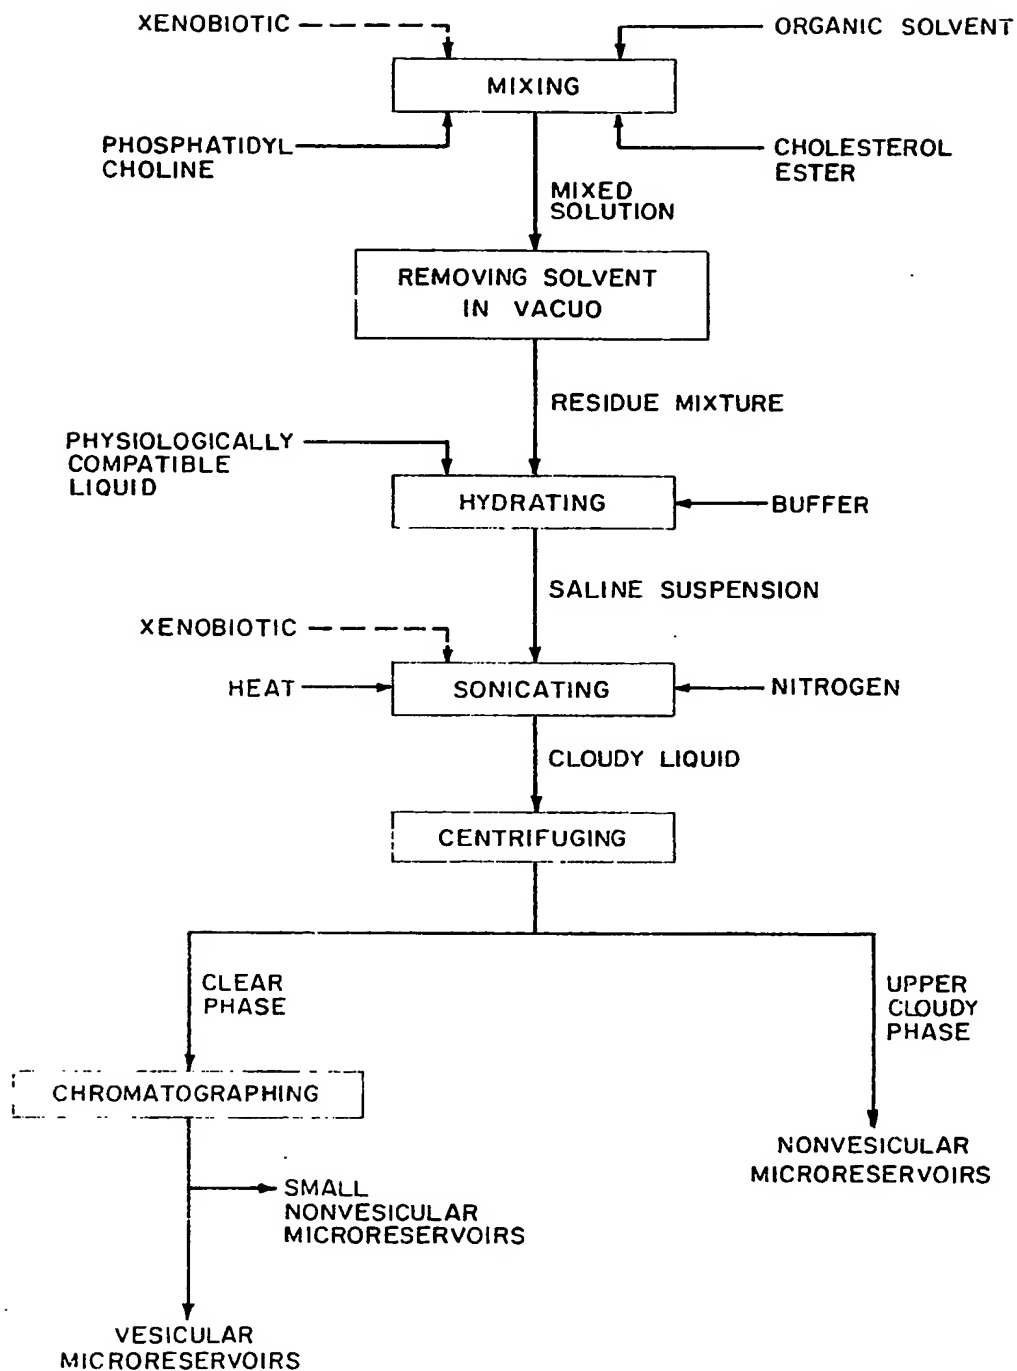 XENOBIOTIC
ORGANIC SOLVENT
MIXING
PHOSPHATIDYL
CHOLINE
CHOLESTEROL
ESTER
MIXED
SOLUTION
REMOVING SOLVENT
IN VACUO
RESIDUE MIXTURE
PHYSIOLOGICALLY
COMPATIBLE
LIQUID
HYDRATING
BUFFER
SALINE SUSPENSION
XENOBIOTIC
HEAT
SONICATING
NITROGEN
CLOUDY LIQUID
CENTRIFUGING
CLEAR
PHASE
UPPER
CLOUDY
PHASE
CHROMATOGRAPHING
NONVESICULAR
MICRORESERVOIRS
SMALL
NONVESICULAR
MICRORESERVOIRS
VESICULAR
MICRORESERVOIRS